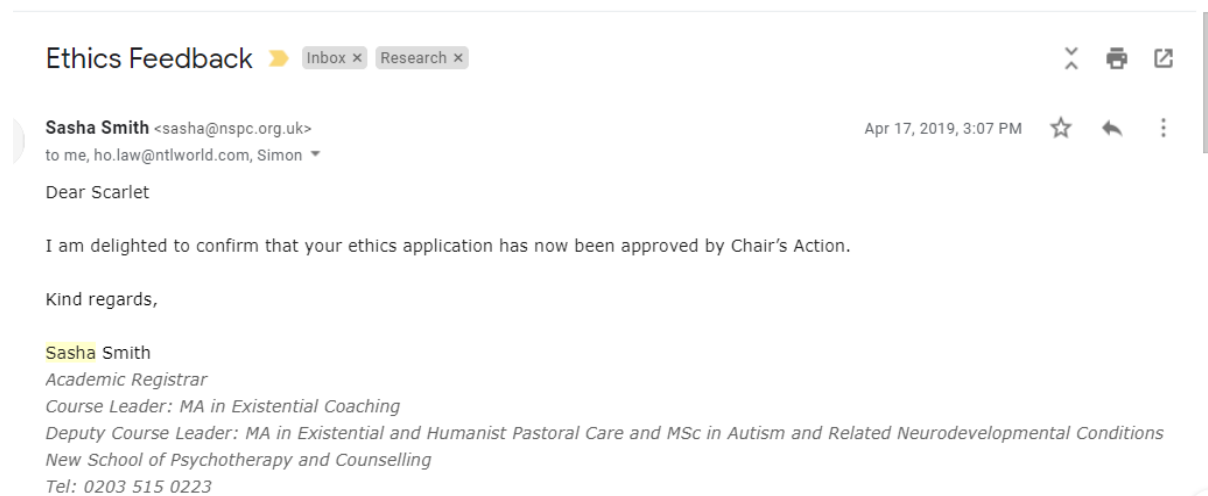 Ethics Feedback Inbox × Research ×
Sasha Smith <sasha@nspc.org.uk> Apr 17, 2019, 3:07 PM
to me, ho.law@ntlworld.com, Simon
Dear Scarlet
I am delighted to confirm that your ethics application has now been approved by Chair’s Action.
Kind regards,
Sasha Smith
Academic Registrar
Course Leader: MA in Existential Coaching
Deputy Course Leader: MA in Existential and Humanist Pastoral Care and MSc in Autism and Related Neurodevelopmental Conditions
New School of Psychotherapy and Counselling
Tel: 0203 515 0223